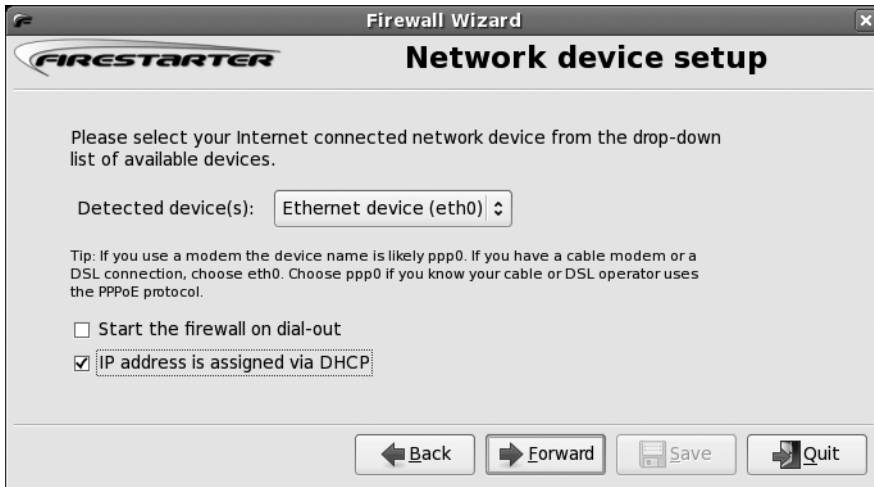 Firewall Wizard
FIRESTARTER
Network device setup
Please select your Internet connected network device from the drop-down
list of available devices.
Detected device(s): Ethernet device (eth0)
Tip: If you use a modem the device name is likely ppp0. If you have a cable modem or a
DSL connection, choose eth0. Choose ppp0 if you know your cable or DSL operator uses
the PPPoE protocol.
Start the firewall on dial-out
IP address is assigned via DHCP
Back Forward Save Quit